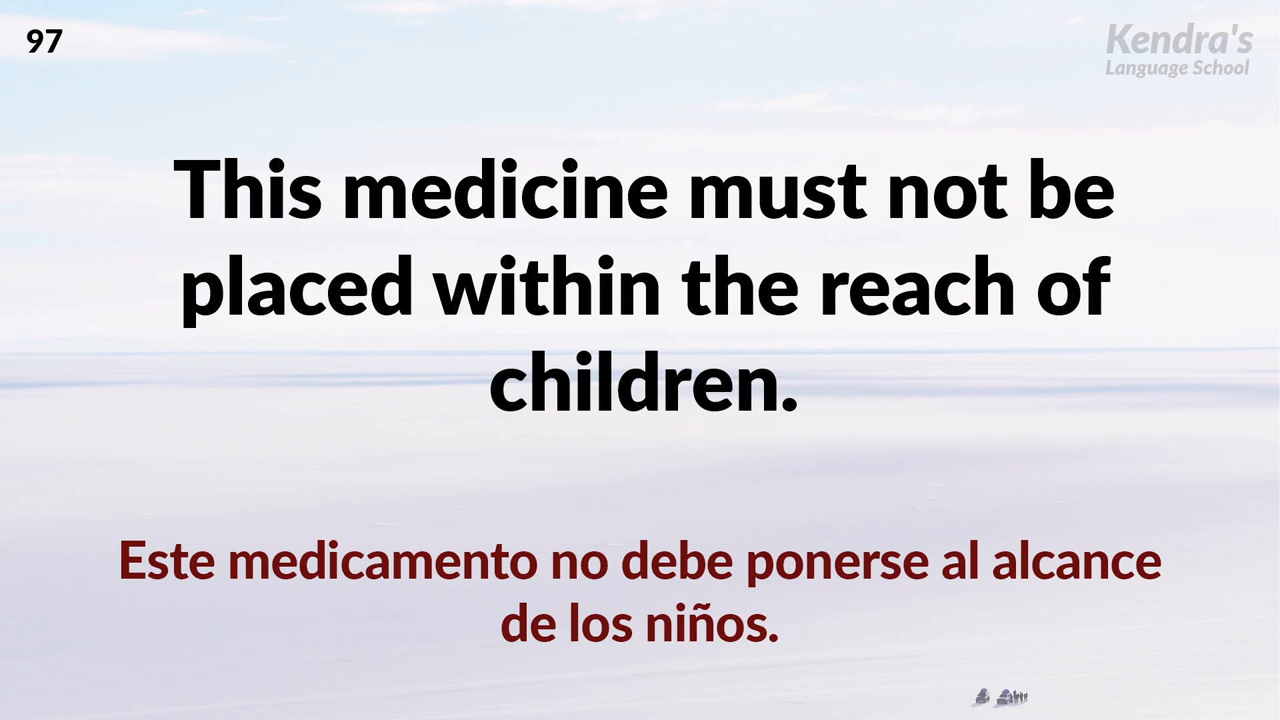 97
Kendra's
Language School
This medicine must not be
placed within the reach of
children.
Este medicamento no debe ponerse al alcance
de los niños.